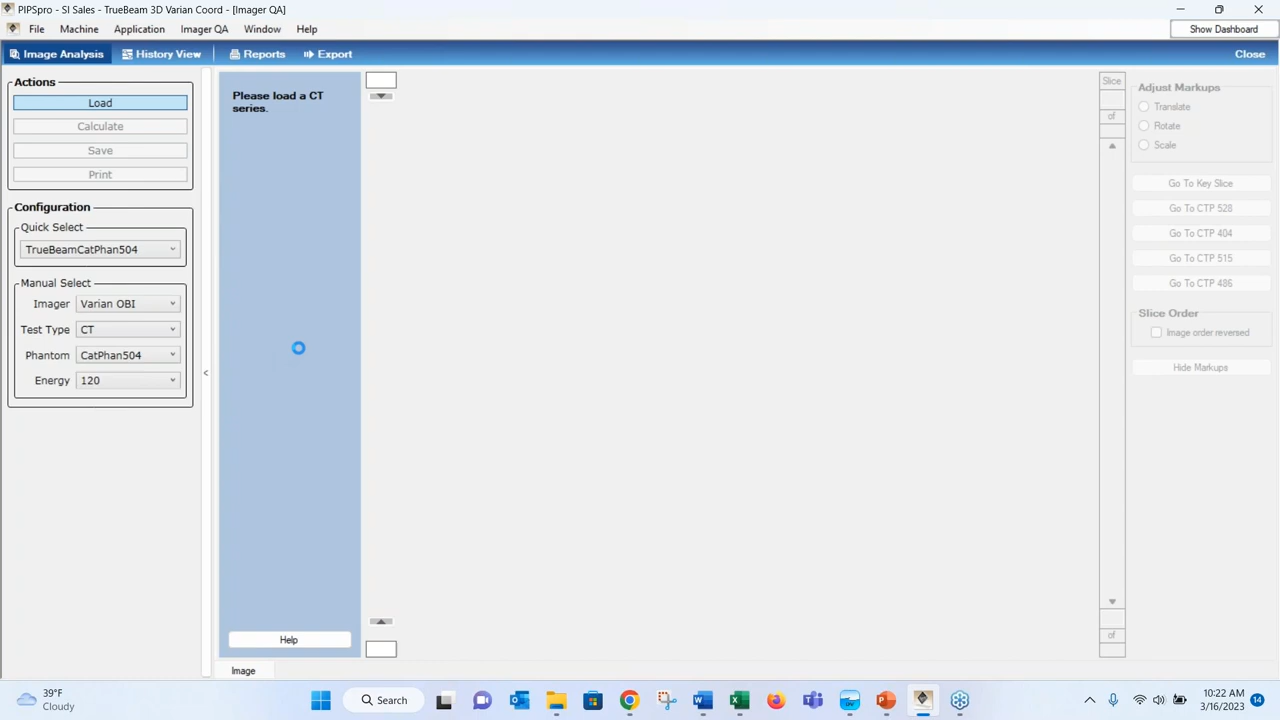 PIPSpro - SI Sales - TrueBeam 3D Varian Coord - [Imager QA]
File Machine Application Imager QA Window Help
Show Dashboard
Image Analysis History View Reports Export Close
Actions
Load
Calculate
Save
Print
Configuration
Quick Select
TrueBeamCatPhan504
Manual Select
Imager Varian OBI
Test Type CT
Phantom CatPhan504
Energy 120
<
Please load a CT
series.
Help
Image
Slice
of
of
Adjust Markups
Translate
Rotate
Scale
Go To Key Slice
Go To CTP 528
Go To CTP 404
Go To CTP 515
Go To CTP 486
Slice Order
Image order reversed
Hide Markups
39°F
Cloudy
Search
10:22 AM
3/16/2023
14